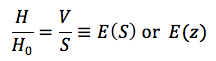 H/H₀ = V/S ≡ E(S) or E(z)